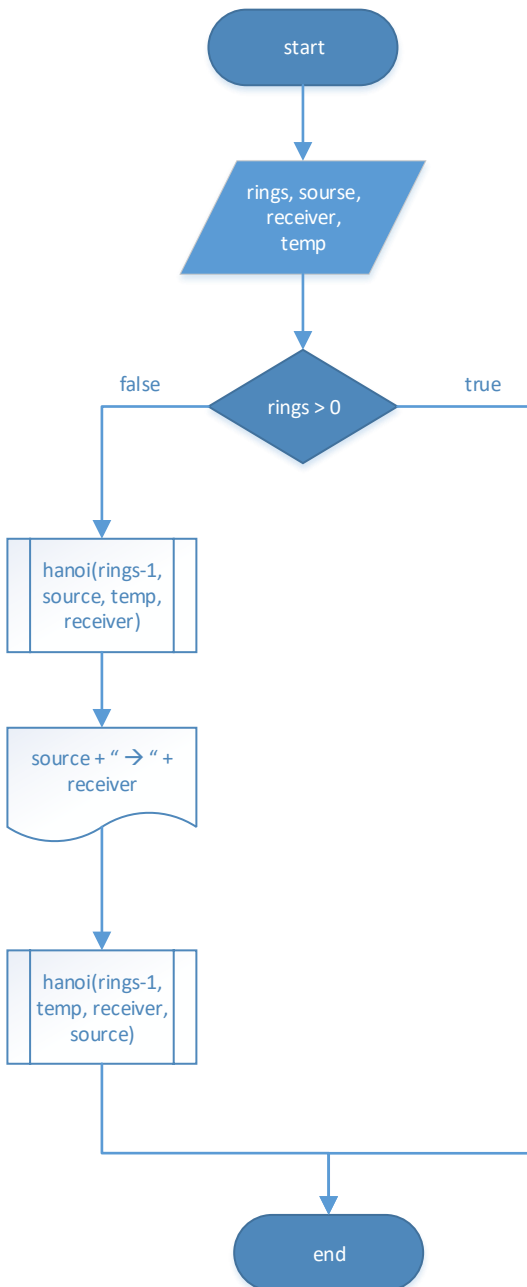 start
rings, sourse,
receiver,
temp
false
true
rings > 0
hanoi(rings-1,
source, temp,
receiver)
source + “ → “ +
receiver
hanoi(rings-1,
temp, receiver,
source)
end